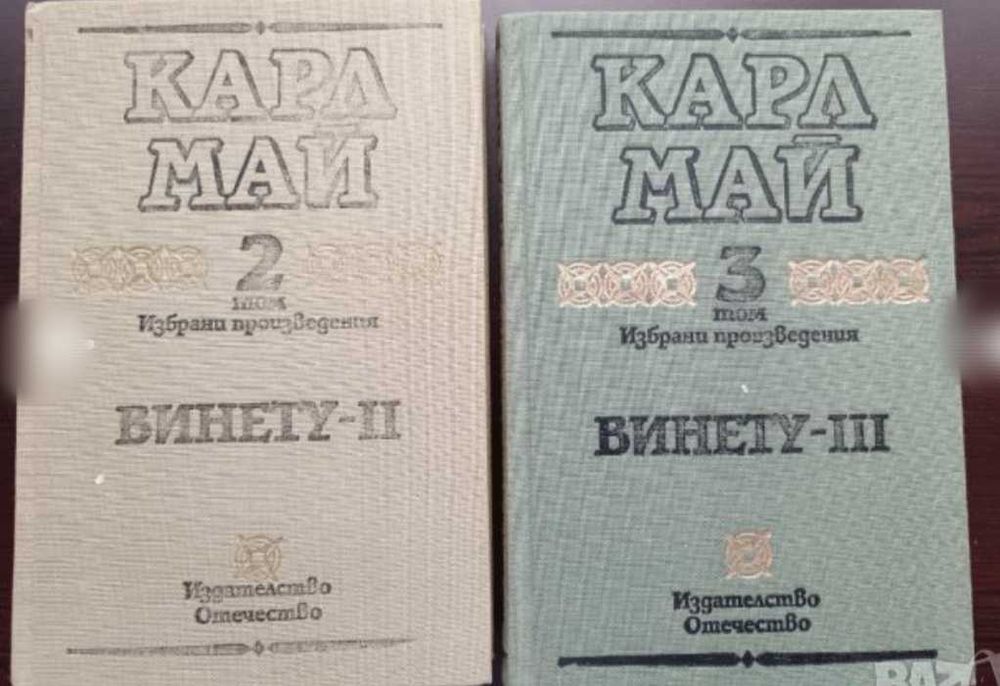 КАРЛ
МАЙ
2
том
Избрани произведения
ВИНЕТУ-II
Издателство
Отечество
КАРЛ
МАЙ
3
том
Избрани произведения
ВИНЕТУ-III
Издателство
Отечество